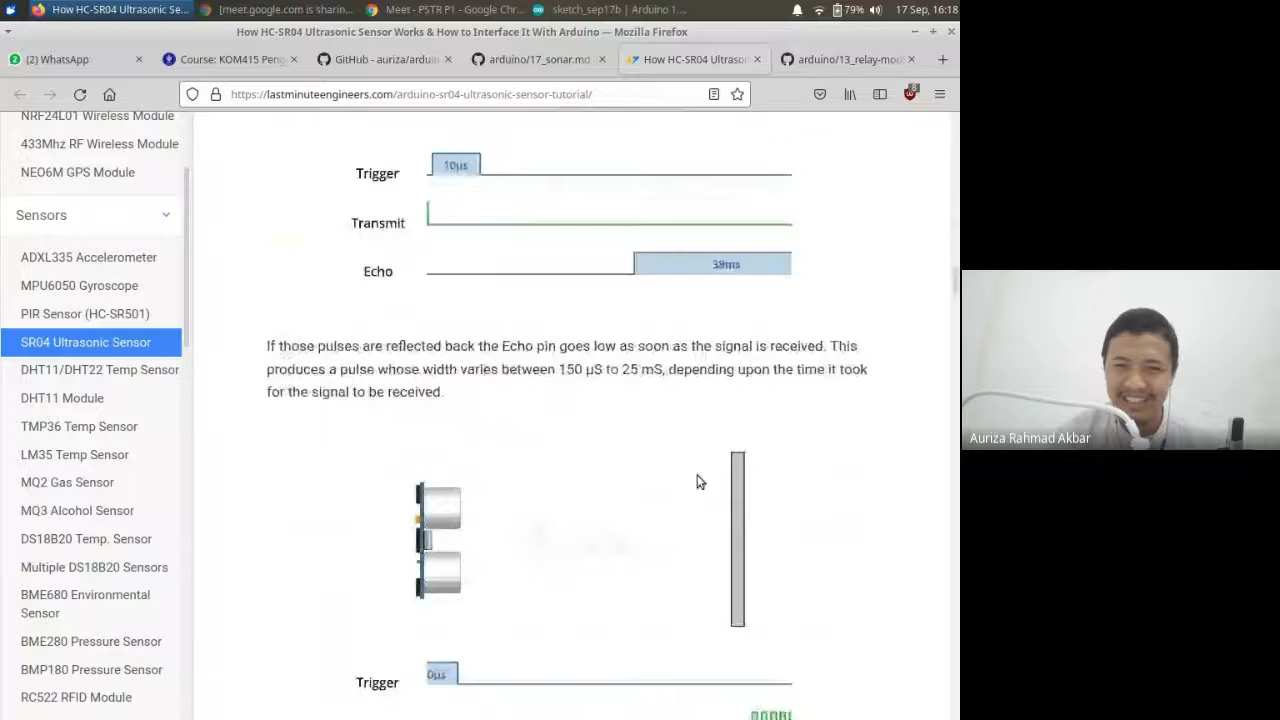 How HC-SR04 Ultrasonic Se...
[meet.google.com is sharin...
Meet - PSTR P1 - Google Chr...
sketch_sep17b | Arduino 1....
79%
17 Sep, 16:18
How HC-SR04 Ultrasonic Sensor Works & How to Interface It With Arduino — Mozilla Firefox
(2) WhatsApp
Course: KOM415 Peng
GitHub - auriza/arduin
arduino/17_sonar.md
How HC-SR04 Ultrason
arduino/13_relay-mod
https://lastminuteengineers.com/arduino-sr04-ultrasonic-sensor-tutorial/
NRF24L01 Wireless Module
433Mhz RF Wireless Module
NEO6M GPS Module
Sensors
ADXL335 Accelerometer
MPU6050 Gyroscope
PIR Sensor (HC-SR501)
SR04 Ultrasonic Sensor
DHT11/DHT22 Temp Sensor
DHT11 Module
TMP36 Temp Sensor
LM35 Temp Sensor
MQ2 Gas Sensor
MQ3 Alcohol Sensor
DS18B20 Temp. Sensor
Multiple DS18B20 Sensors
BME680 Environmental
Sensor
BME280 Pressure Sensor
BMP180 Pressure Sensor
RC522 RFID Module
Trigger
10µs
Transmit
Echo
38ms
If those pulses are reflected back the Echo pin goes low as soon as the signal is received. This
produces a pulse whose width varies between 150 µS to 25 mS, depending upon the time it took
for the signal to be received.
Trigger
0µs
Auriza Rahmad Akbar